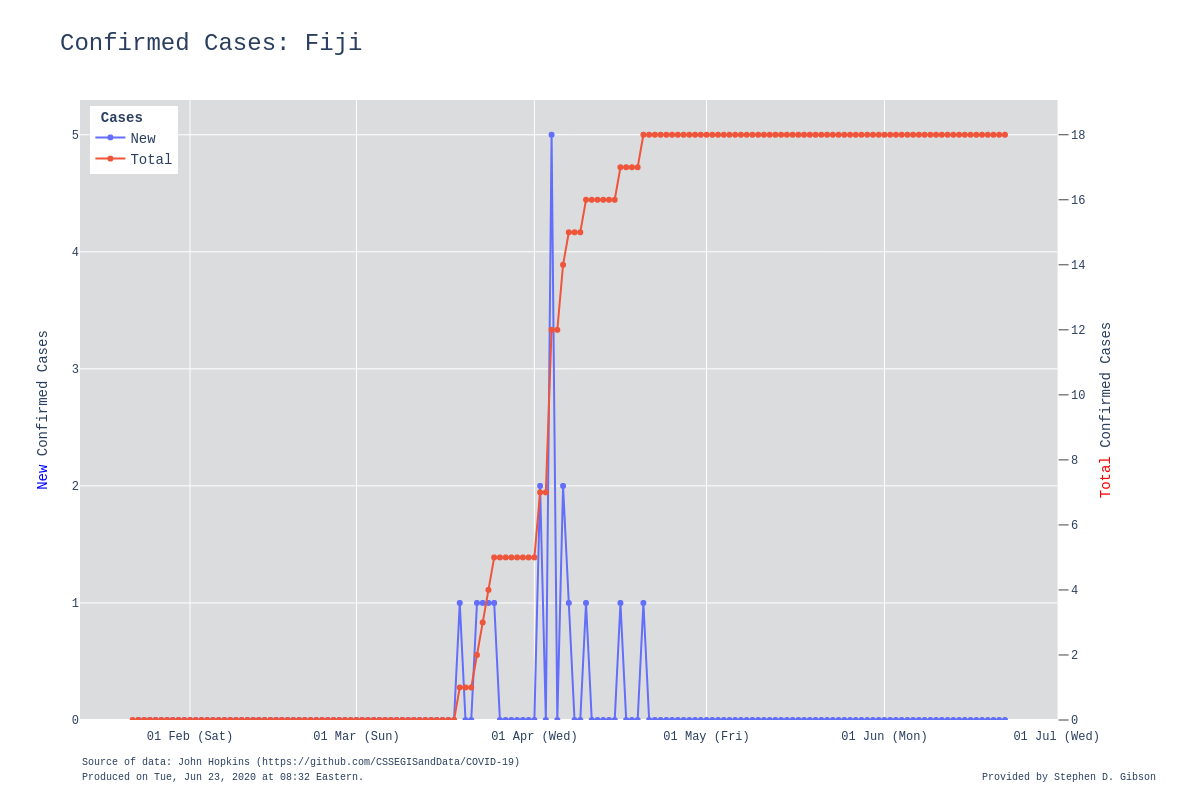 Confirmed Cases: Fiji
Cases
New
Total
5
4
3
2
1
0
18
16
14
12
10
8
6
4
2
0
New Confirmed Cases
Total Confirmed Cases
01 Feb (Sat)
01 Mar (Sun)
01 Apr (Wed)
01 May (Fri)
01 Jun (Mon)
01 Jul (Wed)
Source of data: John Hopkins (https://github.com/CSSEGISandData/COVID-19)
Produced on Tue, Jun 23, 2020 at 08:32 Eastern.
Provided by Stephen D. Gibson